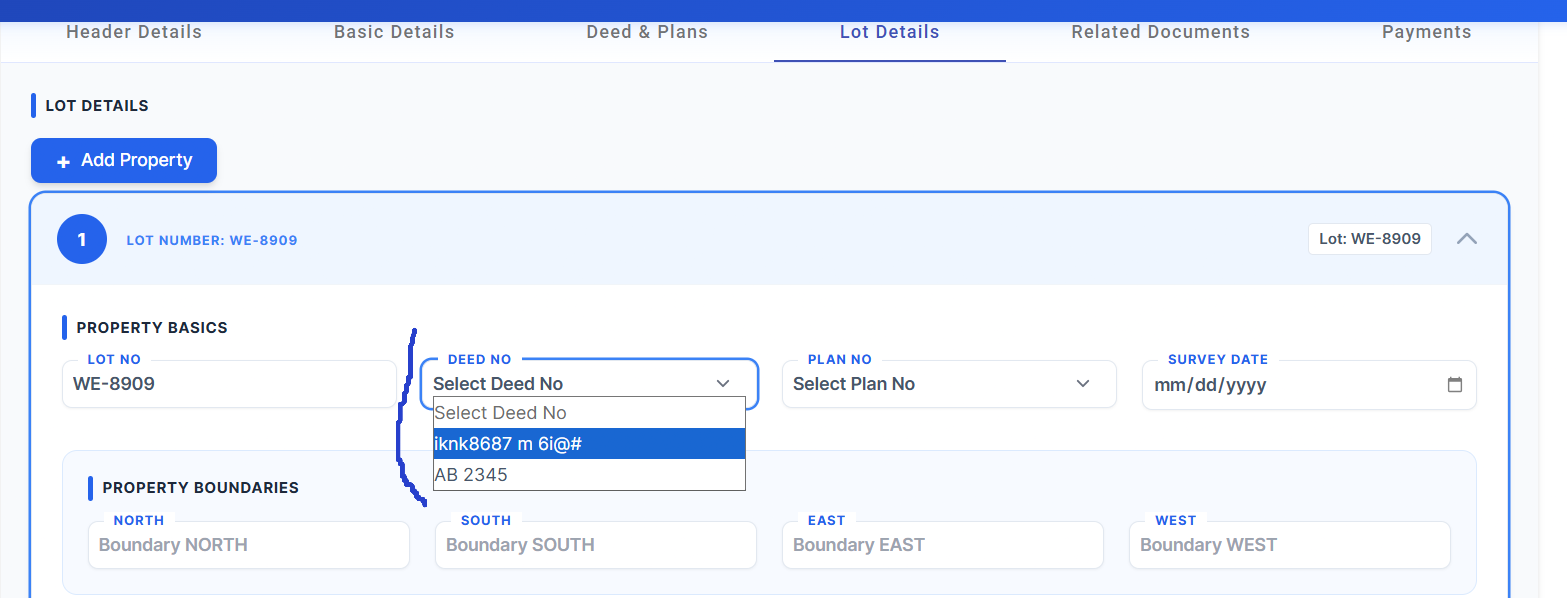 Header Details Basic Details Deed & Plans Lot Details Related Documents Payments
LOT DETAILS
+ Add Property
1 LOT NUMBER: WE-8909 Lot: WE-8909
PROPERTY BASICS
LOT NO DEED NO PLAN NO SURVEY DATE
WE-8909 Select Deed No Select Plan No mm/dd/yyyy
Select Deed No
iknk8687 m 6i@#
AB 2345
PROPERTY BOUNDARIES
NORTH SOUTH EAST WEST
Boundary NORTH Boundary SOUTH Boundary EAST Boundary WEST